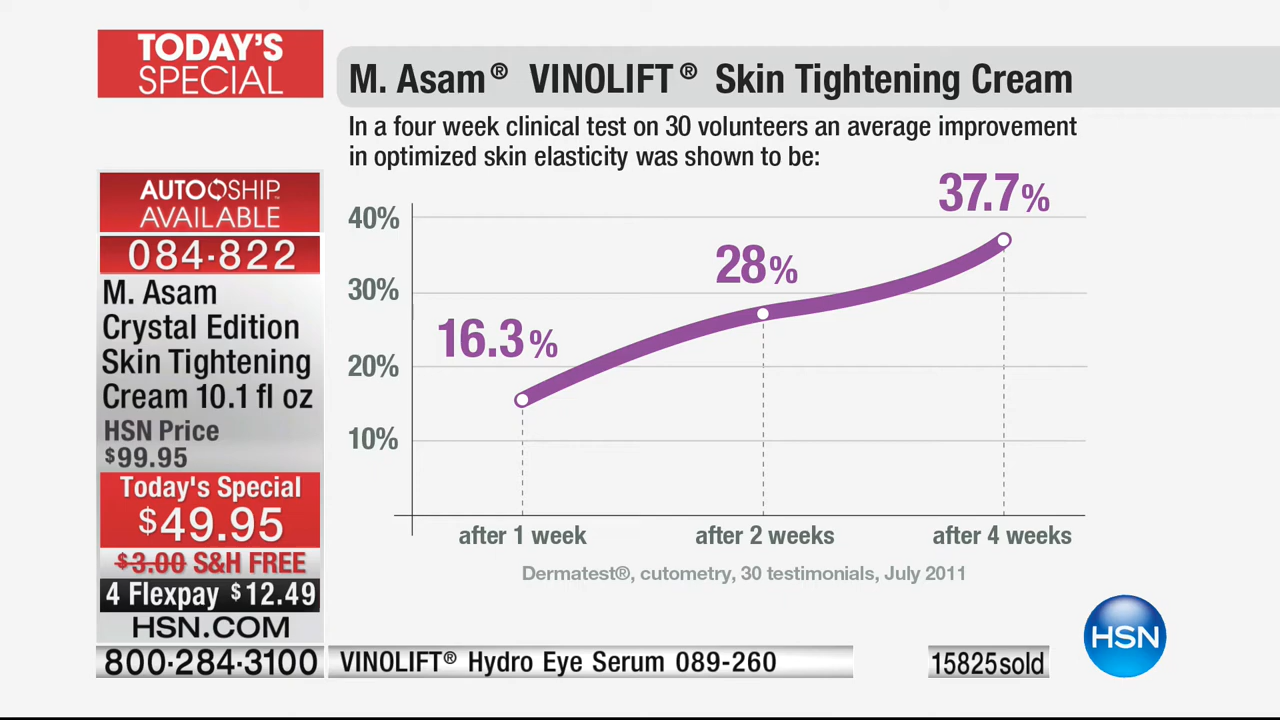 TODAY'S
SPECIAL
M. Asam® VINOLIFT® Skin Tightening Cream
In a four week clinical test on 30 volunteers an average improvement
in optimized skin elasticity was shown to be:
AUTOSHIP™
AVAILABLE
084·822
M. Asam
Crystal Edition
Skin Tightening
Cream 10.1 fl oz
HSN Price
$99.95
Today's Special
$49.95
$3.00 S&H FREE
4 Flexpay $12.49
HSN.COM
800·284·3100
40%
30%
20%
10%
16.3%
28%
37.7%
after 1 week
after 2 weeks
after 4 weeks
Dermatest®, cutometry, 30 testimonials, July 2011
HSN
VINOLIFT® Hydro Eye Serum 089-260
15825sold